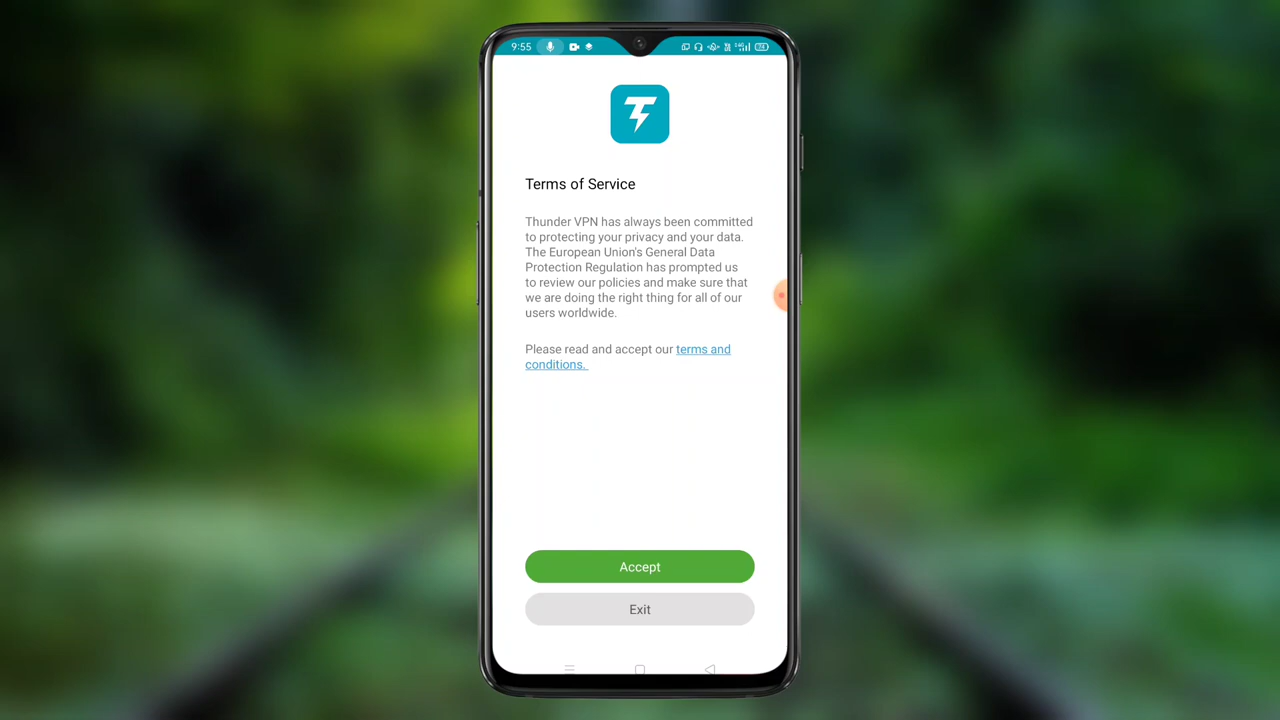 9:55
74
Terms of Service
Thunder VPN has always been committed
to protecting your privacy and your data.
The European Union's General Data
Protection Regulation has prompted us
to review our policies and make sure that
we are doing the right thing for all of our
users worldwide.
Please read and accept our terms and
conditions.
Accept
Exit